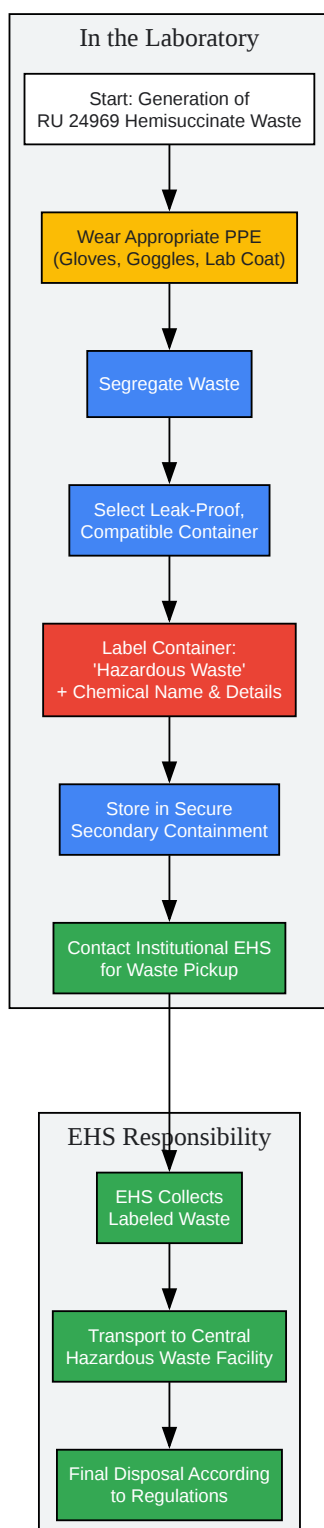 In the Laboratory
Start: Generation of
RU 24969 Hemisuccinate Waste
Wear Appropriate PPE
(Gloves, Goggles, Lab Coat)
Segregate Waste
Select Leak-Proof,
Compatible Container
Label Container:
'Hazardous Waste'
+ Chemical Name & Details
Store in Secure
Secondary Containment
Contact Institutional EHS
for Waste Pickup
EHS Responsibility
EHS Collects
Labeled Waste
Transport to Central
Hazardous Waste Facility
Final Disposal According
to Regulations